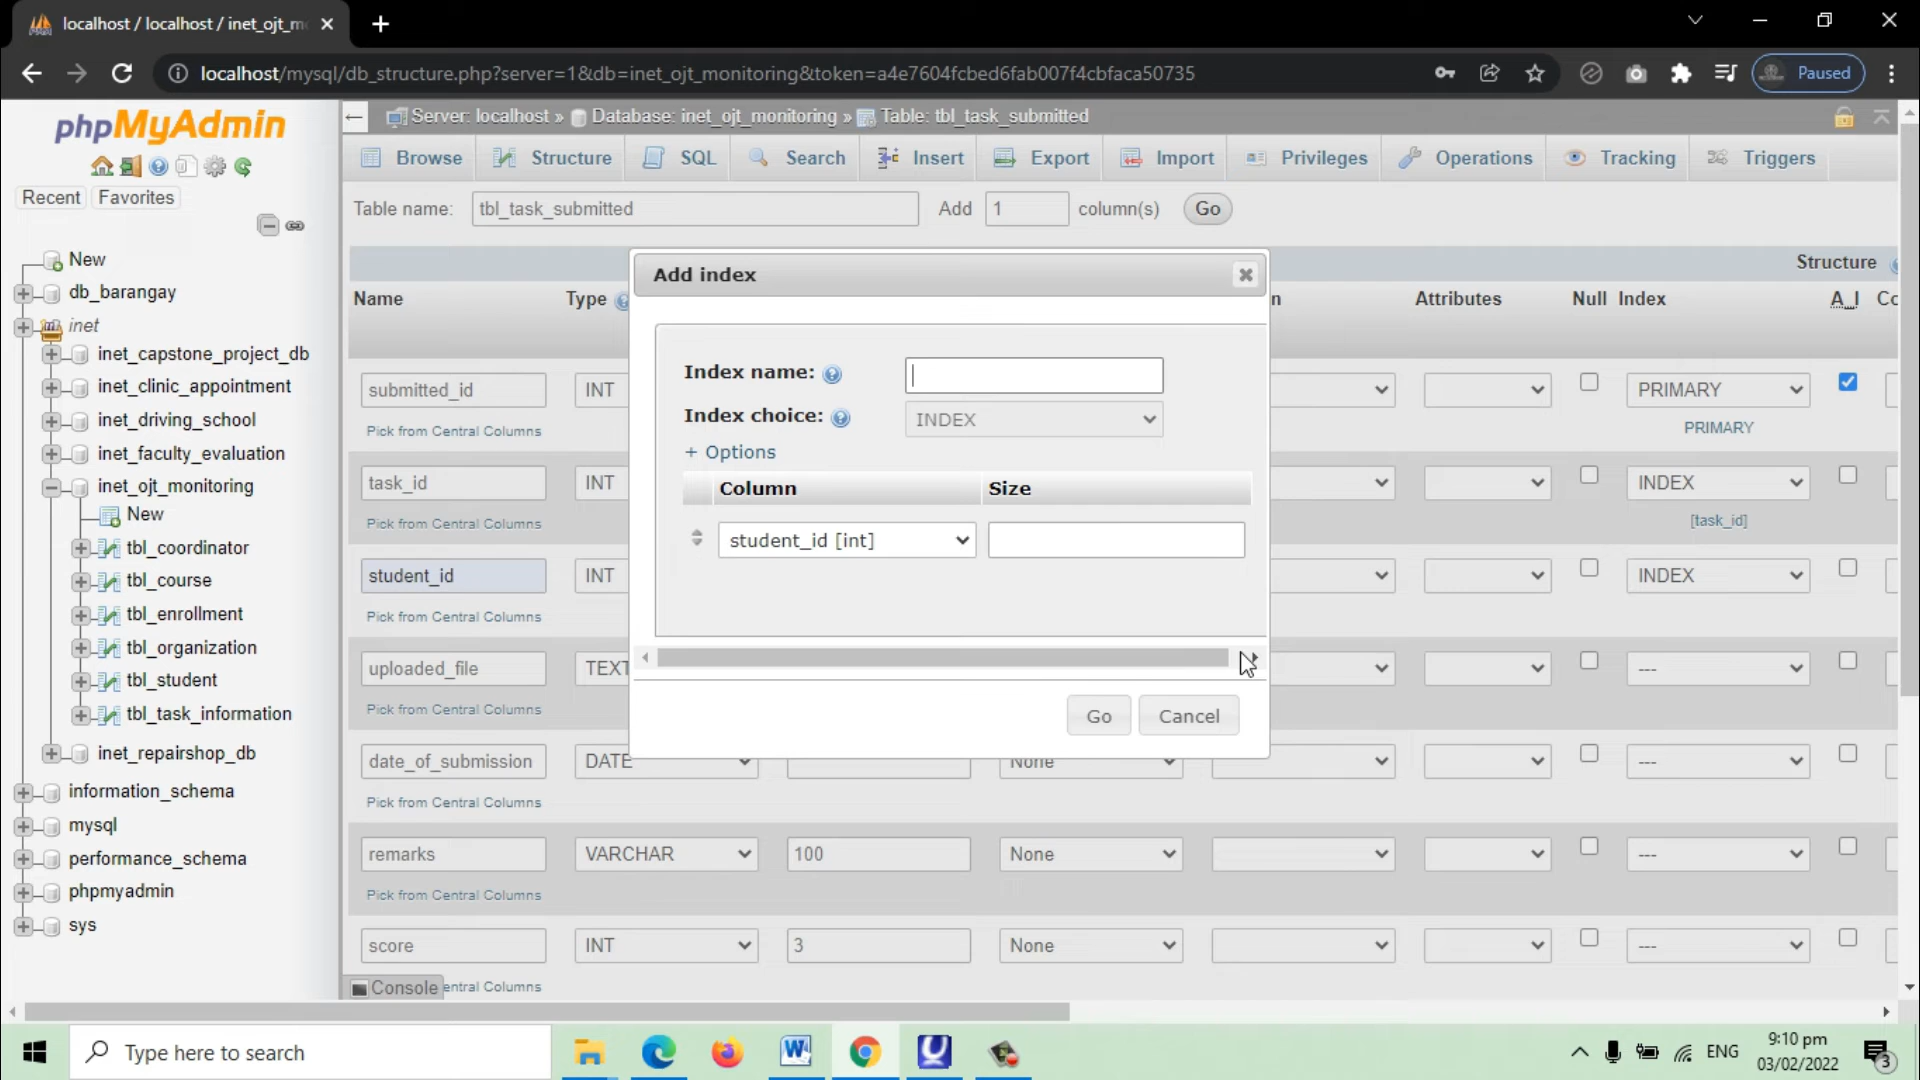 localhost / localhost / inet_ojt_m
localhost/mysql/db_structure.php?server=1&db=inet_ojt_monitoring&token=a4e7604fcbed6fab007f4cbfaca50735
Paused
phpMyAdmin
Recent Favorites
New
db_barangay
inet
inet_capstone_project_db
inet_clinic_appointment
inet_driving_school
inet_faculty_evaluation
inet_ojt_monitoring
New
tbl_coordinator
tbl_course
tbl_enrollment
tbl_organization
tbl_student
tbl_task_information
inet_repairshop_db
information_schema
mysql
performance_schema
phpmyadmin
sys
Server: localhost » Database: inet_ojt_monitoring » Table: tbl_task_submitted
Browse Structure SQL Search Insert Export Import Privileges Operations Tracking Triggers
Table name: tbl_task_submitted Add 1 column(s) Go
Structure
Name Type n Attributes Null Index A_I Co
submitted_id INT PRIMARY
Pick from Central Columns PRIMARY
task_id INT INDEX
Pick from Central Columns [task_id]
student_id INT INDEX
Pick from Central Columns
uploaded_file TEXT ---
Pick from Central Columns
date_of_submission DATE None ---
Pick from Central Columns
remarks VARCHAR 100 None ---
Pick from Central Columns
score INT 3 None ---
Console entral Columns
Add index
Index name:
Index choice: INDEX
+ Options
Column Size
student_id [int]
Go Cancel
Type here to search
ENG
9:10 pm
03/02/2022
3